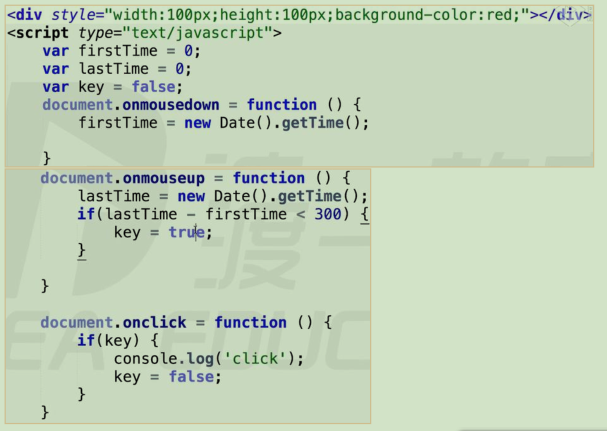 <div style="width:100px;height:100px;background-color:red;"></div>
<script type="text/javascript">
    var firstTime = 0;
    var lastTime = 0;
    var key = false;
    document.onmousedown = function () {
        firstTime = new Date().getTime();
    }
    document.onmouseup = function () {
        lastTime = new Date().getTime();
        if(lastTime - firstTime < 300) {
            key = true;
        }
    }
    document.onclick = function () {
        if(key) {
            console.log('click');
            key = false;
        }
    }